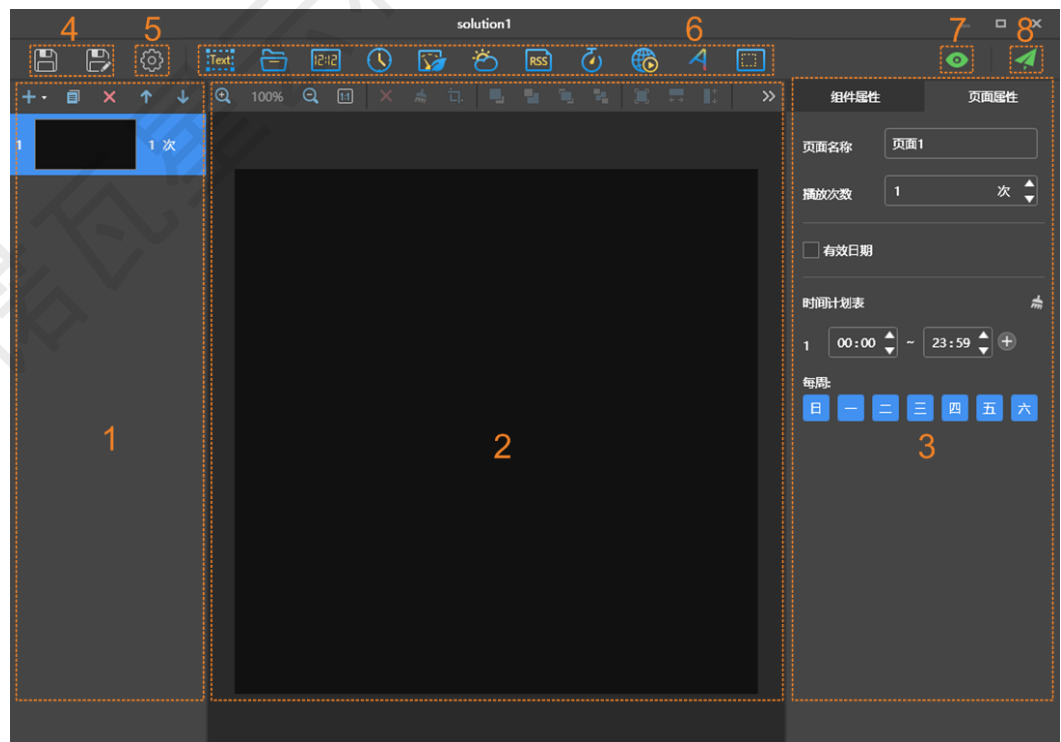 solution1
4 5 6 7 8
Text 12:12 RSS
100% 1:1
组件属性 页面属性
1 1 次
页面名称 页面1
播放次数 1 次
有效日期
时间计划表
1 00:00 ~ 23:59
每周:
日 一 二 三 四 五 六
1 2 3